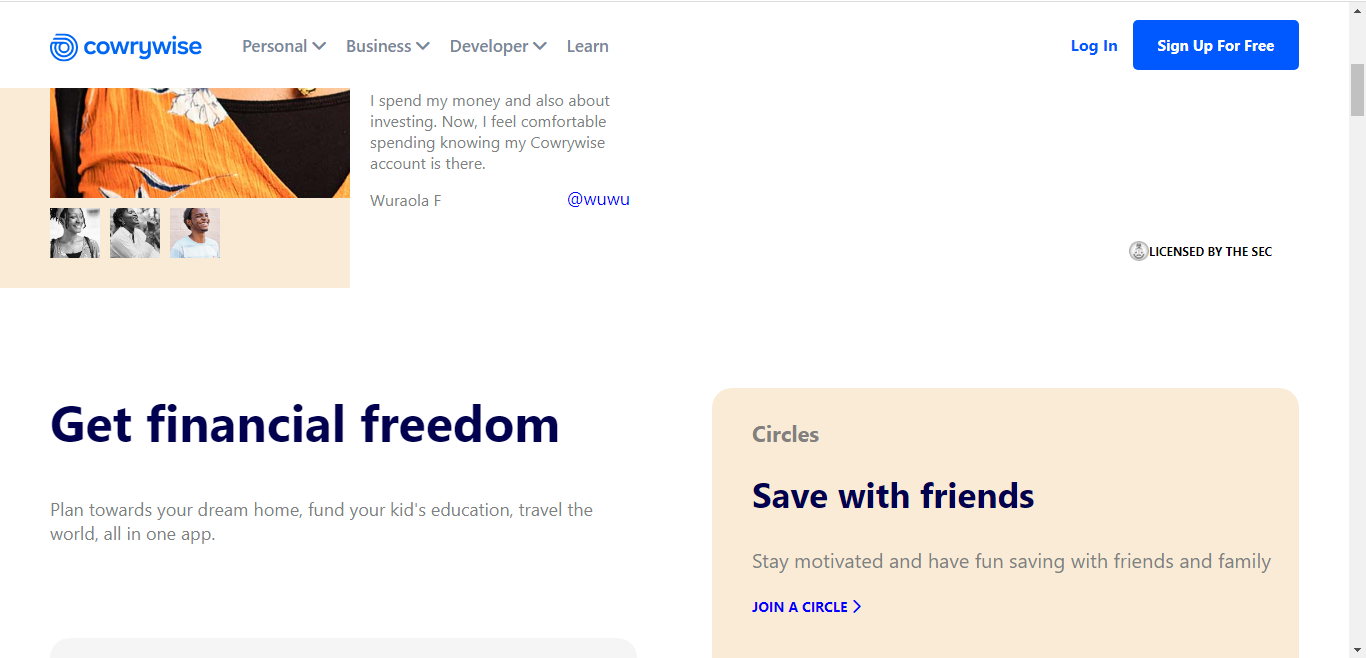 cowrywise
Personal
Business
Developer
Learn
Log In
Sign Up For Free
I spend my money and also about
investing. Now, I feel comfortable
spending knowing my Cowrywise
account is there.
Wuraola F
@wuwu
LICENSED BY THE SEC
Get financial freedom
Plan towards your dream home, fund your kid's education, travel the
world, all in one app.
Circles
Save with friends
Stay motivated and have fun saving with friends and family
JOIN A CIRCLE